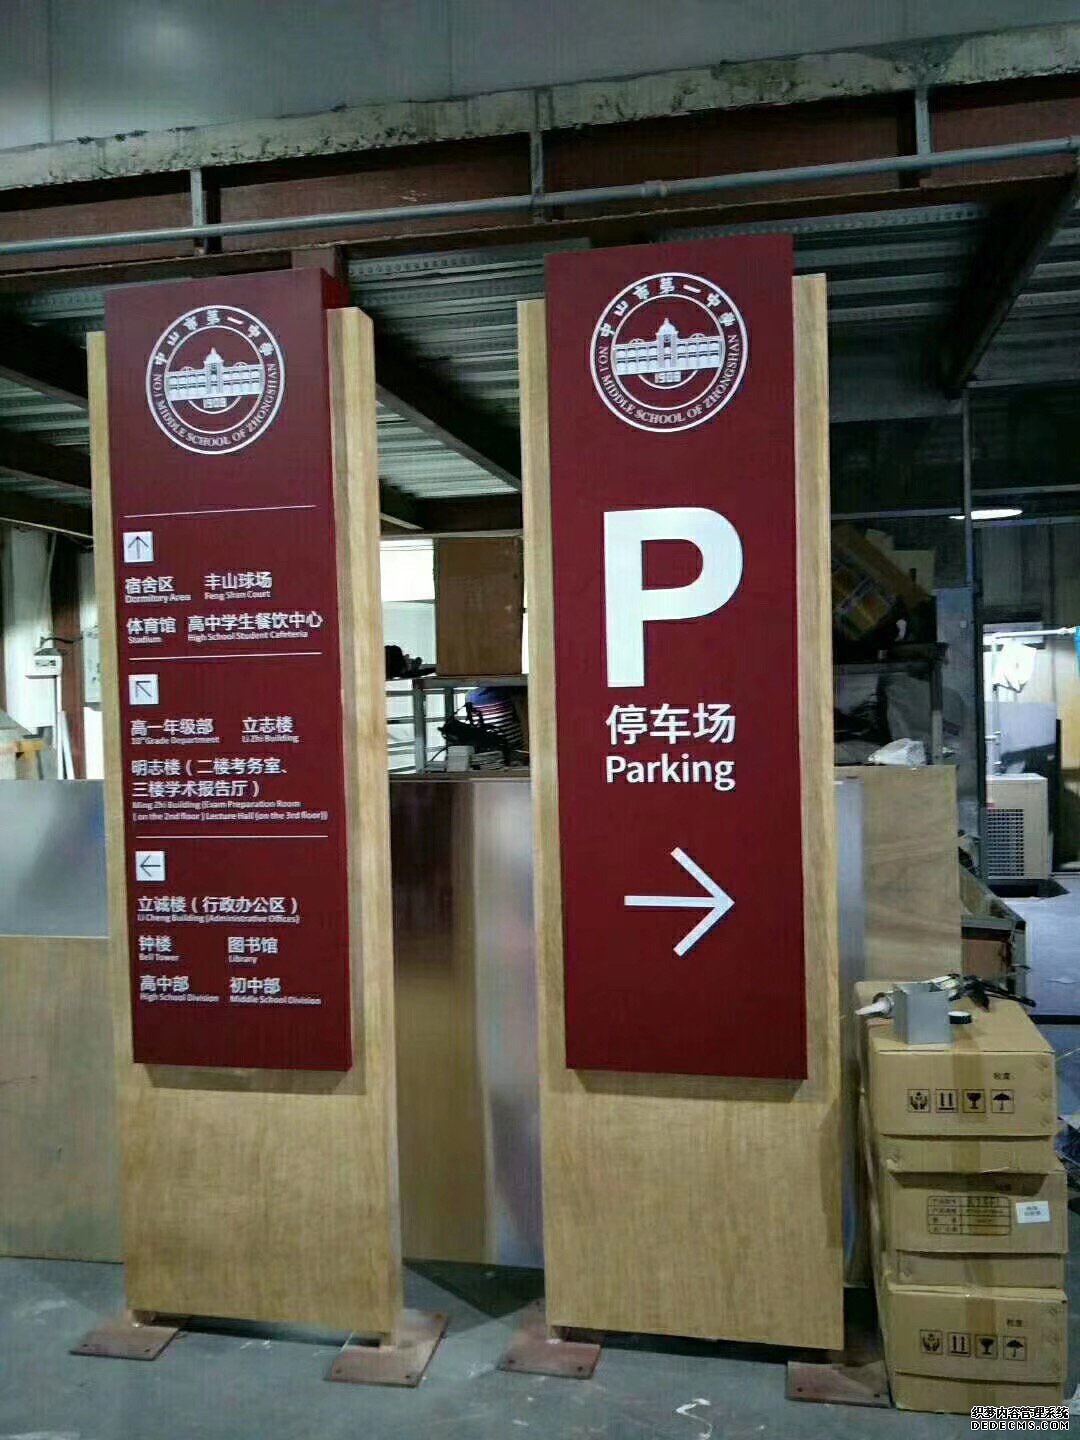 中山市第一中学
1908
NO.1 MIDDLE SCHOOL OF ZHONGSHAN
宿舍区 丰山球场
Dormitory Area Feng Shan Court
体育馆 高中学生餐饮中心
Stadium High School Student Cafeteria
高一年级部 立志楼
10th Grade Department Li Zhi Building
明志楼（二楼考务室、
三楼学术报告厅）
Ming Zhi Building (Exam Preparation Room
( on the 2nd floor ) Lecture Hall (on the 3rd floor))
立诚楼（行政办公区）
Li Cheng Building (Administrative Offices)
钟楼 图书馆
Bell Tower Library
高中部 初中部
High School Division Middle School Division
中山市第一中学
1908
NO.1 MIDDLE SCHOOL OF ZHONGSHAN
P
停车场
Parking
织梦内容管理系统
DEDECMS.COM